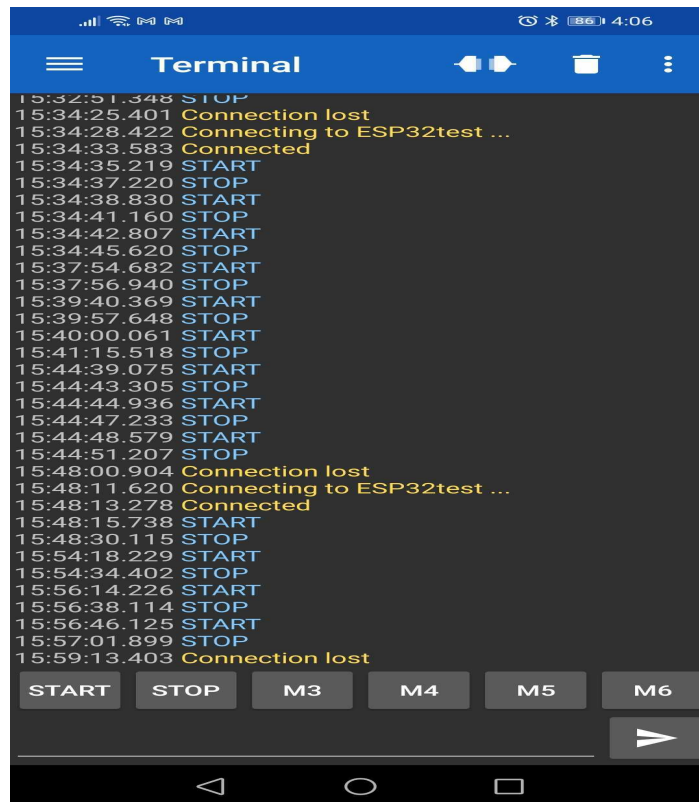 86 4:06
Terminal
15:32:51.348 STOP
15:34:25.401 Connection lost
15:34:28.422 Connecting to ESP32test ...
15:34:33.583 Connected
15:34:35.219 START
15:34:37.220 STOP
15:34:38.830 START
15:34:41.160 STOP
15:34:42.807 START
15:34:45.620 STOP
15:37:54.682 START
15:37:56.940 STOP
15:39:40.369 START
15:39:57.648 STOP
15:40:00.061 START
15:41:15.518 STOP
15:44:39.075 START
15:44:43.305 STOP
15:44:44.936 START
15:44:47.233 STOP
15:44:48.579 START
15:44:51.207 STOP
15:48:00.904 Connection lost
15:48:11.620 Connecting to ESP32test ...
15:48:13.278 Connected
15:48:15.738 START
15:48:30.115 STOP
15:54:18.229 START
15:54:34.402 STOP
15:56:14.226 START
15:56:38.114 STOP
15:56:46.125 START
15:57:01.899 STOP
15:59:13.403 Connection lost
START STOP M3 M4 M5 M6